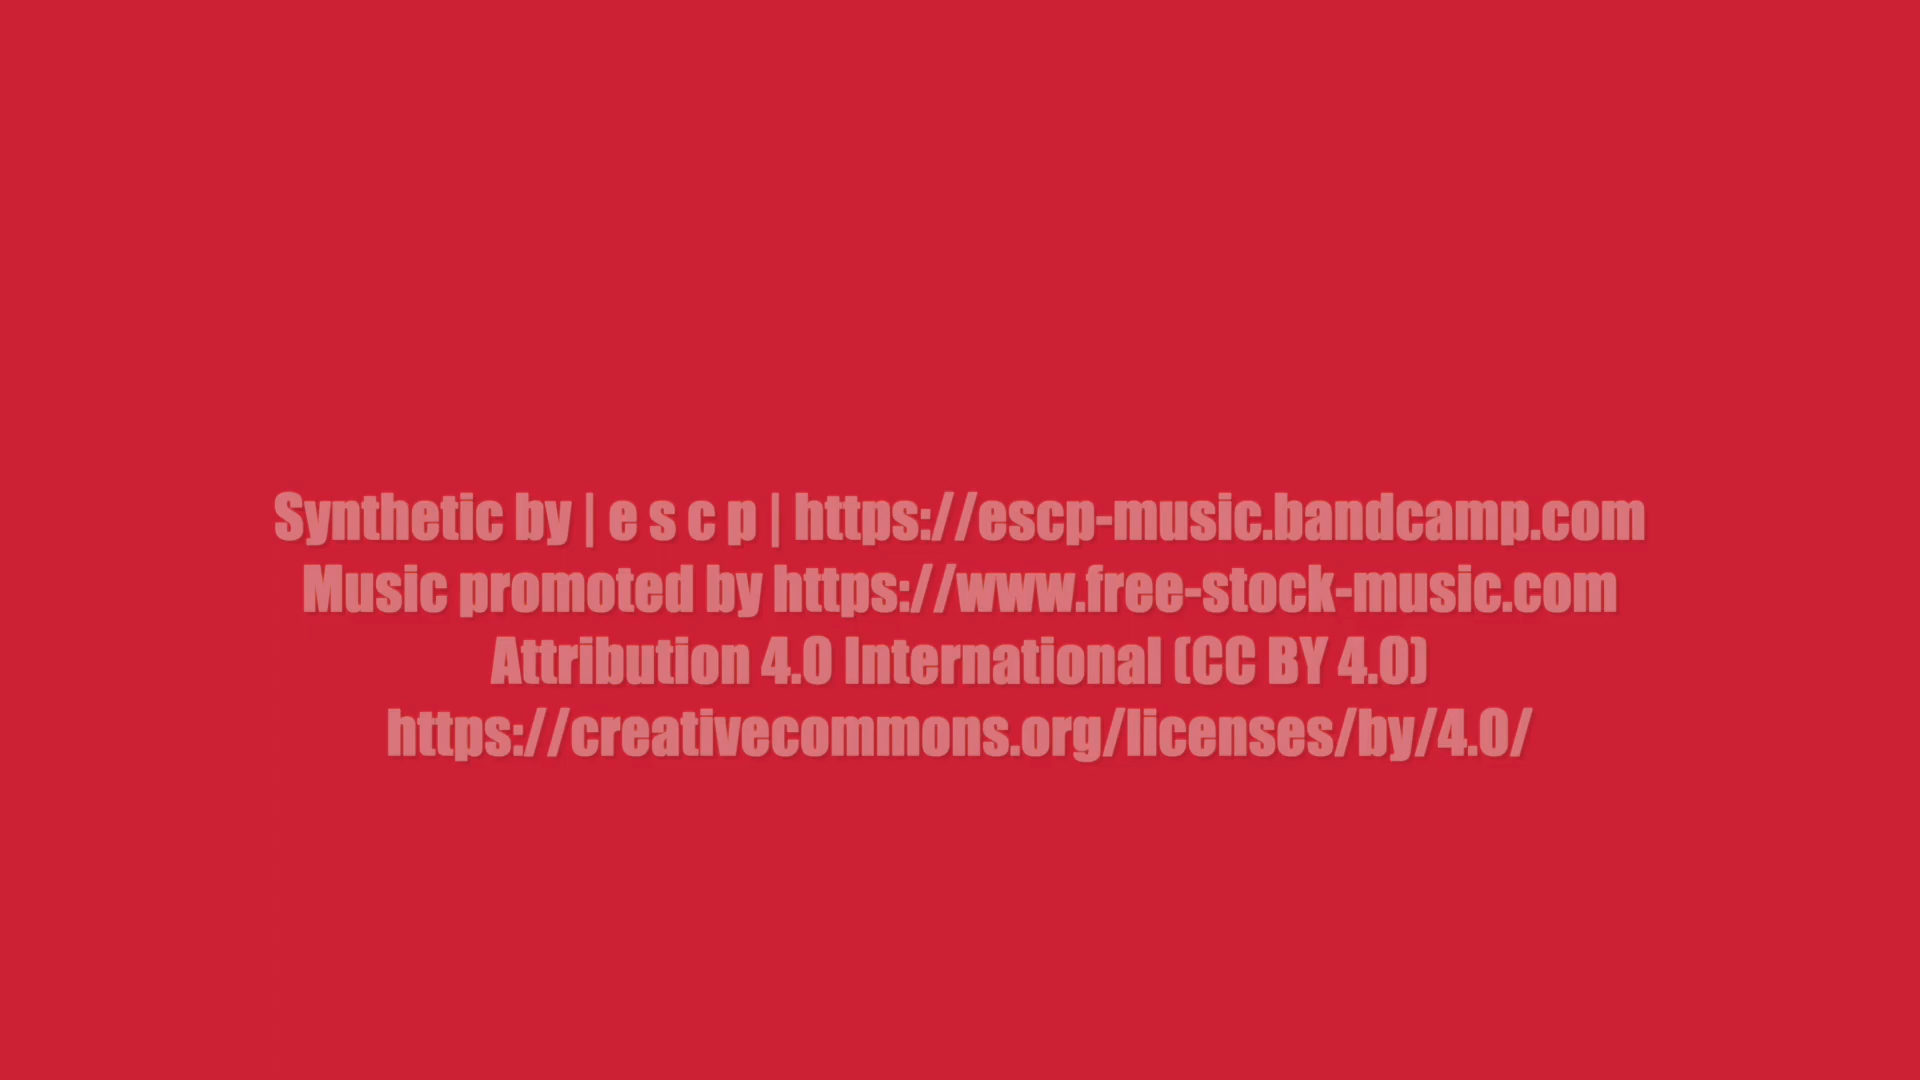 Synthetic by | e s c p | https://escp-music.bandcamp.com
Music promoted by https://www.free-stock-music.com
Attribution 4.0 International (CC BY 4.0)
https://creativecommons.org/licenses/by/4.0/